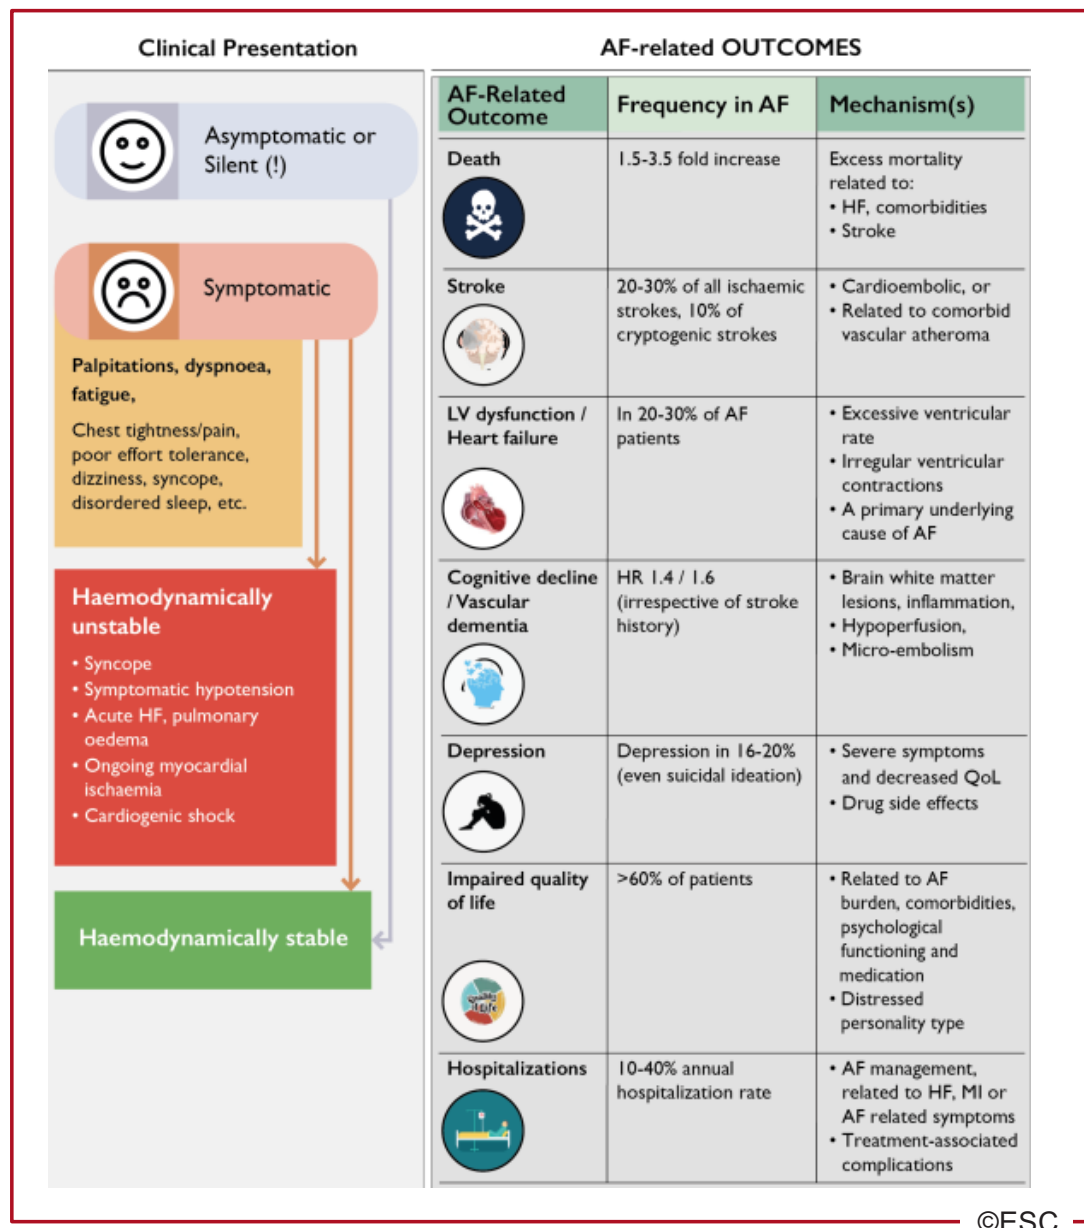 Clinical Presentation
Asymptomatic or
Silent (!)
Symptomatic
Palpitations, dyspnoea,
fatigue,
Chest tightness/pain,
poor effort tolerance,
dizziness, syncope,
disordered sleep, etc.
Haemodynamically
unstable
• Syncope
• Symptomatic hypotension
• Acute HF, pulmonary
oedema
• Ongoing myocardial
ischaemia
• Cardiogenic shock
Haemodynamically stable
AF-related OUTCOMES
AF-Related
Outcome
Frequency in AF
Mechanism(s)
Death
1.5-3.5 fold increase
Excess mortality
related to:
• HF, comorbidities
• Stroke
Stroke
20-30% of all ischaemic
strokes, 10% of
cryptogenic strokes
• Cardioembolic, or
• Related to comorbid
vascular atheroma
LV dysfunction /
Heart failure
In 20-30% of AF
patients
• Excessive ventricular
rate
• Irregular ventricular
contractions
• A primary underlying
cause of AF
Cognitive decline
/ Vascular
dementia
HR 1.4 / 1.6
(irrespective of stroke
history)
• Brain white matter
lesions, inflammation,
• Hypoperfusion,
• Micro-embolism
Depression
Depression in 16-20%
(even suicidal ideation)
• Severe symptoms
and decreased QoL
• Drug side effects
Impaired quality
of life
Quality
of Life
>60% of patients
• Related to AF
burden, comorbidities,
psychological
functioning and
medication
• Distressed
personality type
Hospitalizations
10-40% annual
hospitalization rate
• AF management,
related to HF, MI or
AF related symptoms
• Treatment-associated
complications
©ESC